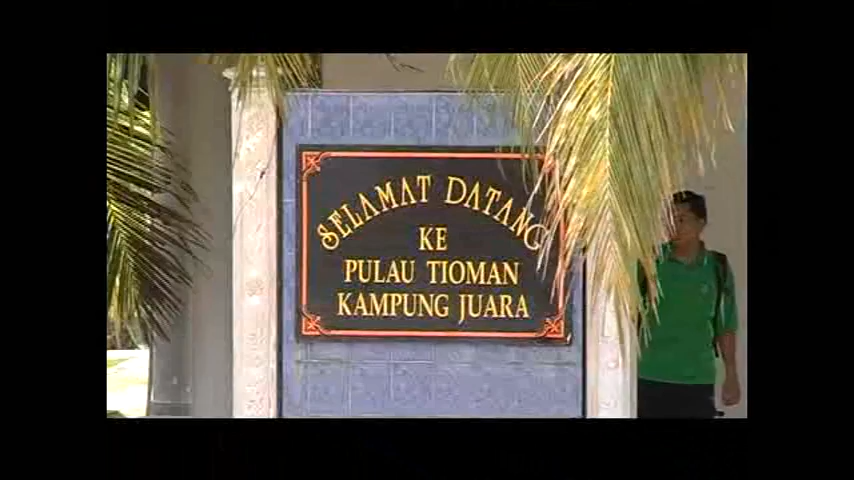 SELAMAT DATANG
KE
PULAU TIOMAN
KAMPUNG JUARA